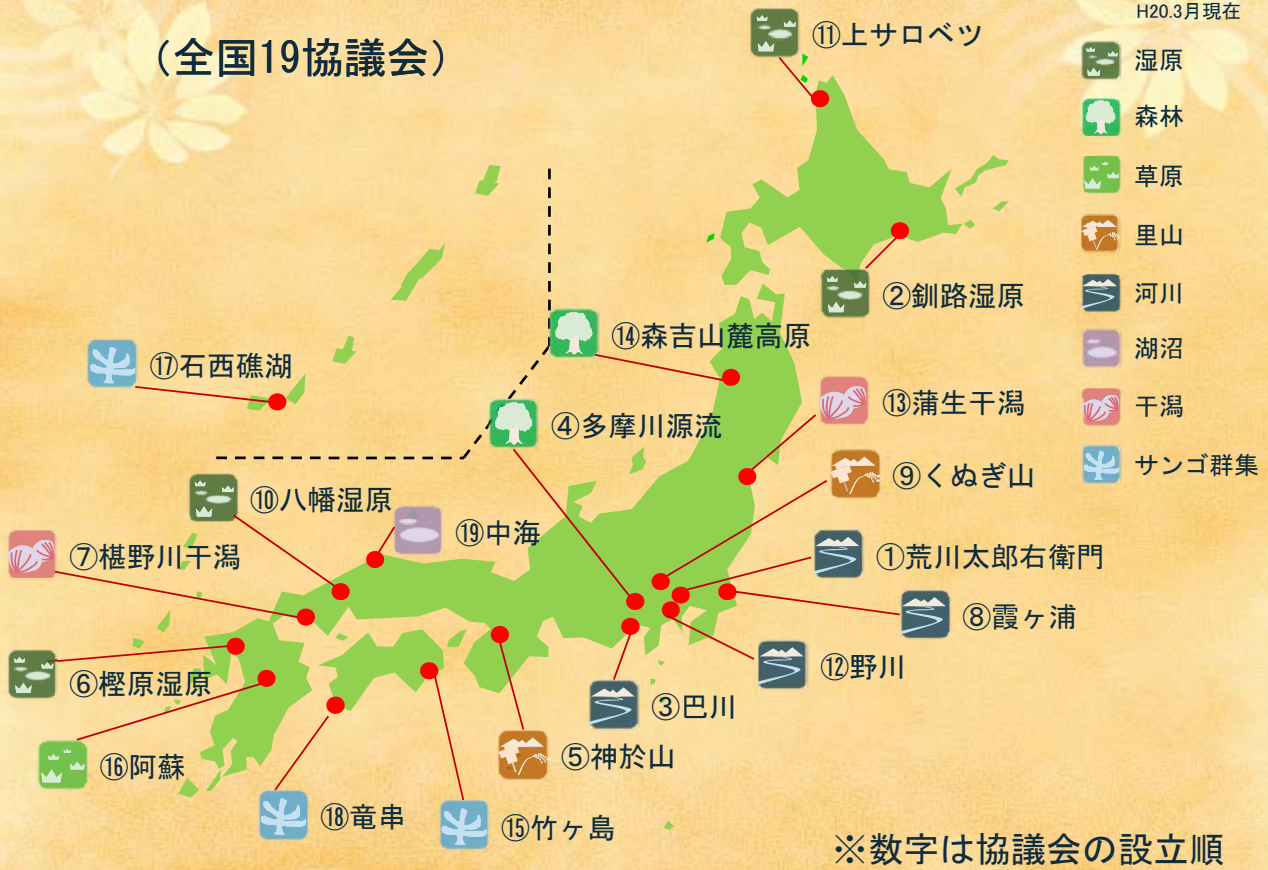 H20.3月現在
（全国19協議会）
⑪上サロベツ
湿原
森林
草原
里山
河川
湖沼
干潟
サンゴ群集
②釧路湿原
⑭森吉山麓高原
⑰石西礁湖
⑬蒲生干潟
④多摩川源流
⑨くぬぎ山
⑩八幡湿原
⑲中海
⑦椹野川干潟
①荒川太郎右衛門
⑧霞ヶ浦
⑫野川
⑥樫原湿原
③巴川
⑤神於山
⑯阿蘇
⑱竜串
⑮竹ヶ島
※数字は協議会の設立順